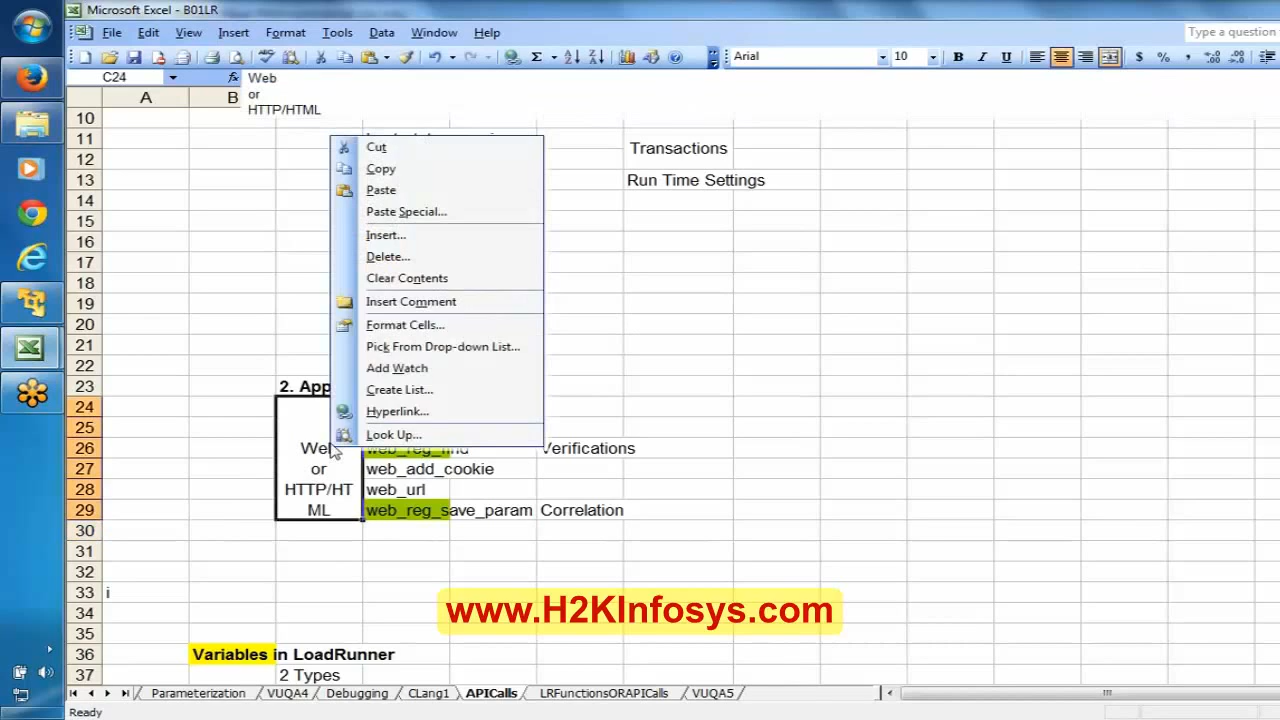 Microsoft Excel - B01LR
File Edit View Insert Format Tools Data Window Help
Type a question
Arial 10 B I U $ % ,
C24 fx Web
or
HTTP/HTML
A B
10
11
12 Transactions
13 Run Time Settings
14
15
16
17
18
19
20
21
22
23 2. App
24
25
26 Web web_reg_find Verifications
27 or web_add_cookie
28 HTTP/HT web_url
29 ML web_reg_save_param Correlation
30
31
32
33 i
34
35
36 Variables in LoadRunner
37 2 Types
Cut
Copy
Paste
Paste Special...
Insert...
Delete...
Clear Contents
Insert Comment
Format Cells...
Pick From Drop-down List...
Add Watch
Create List...
Hyperlink...
Look Up...
www.H2KInfosys.com
Parameterization VUQA4 Debugging CLang1 APICalls LRFunctionsORAPICalls VUQA5
Ready